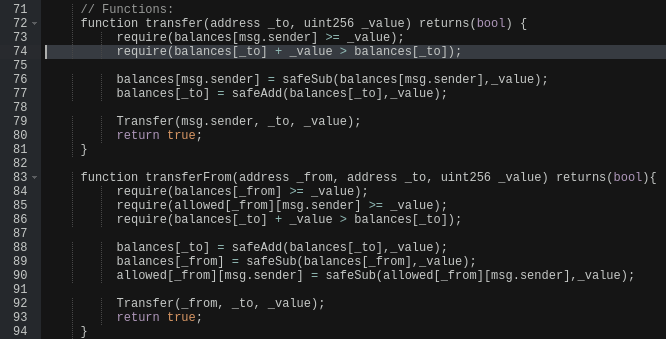 71 // Functions:
72 function transfer(address _to, uint256 _value) returns(bool) {
73 require(balances[msg.sender] >= _value);
74 require(balances[_to] + _value > balances[_to]);
75
76 balances[msg.sender] = safeSub(balances[msg.sender],_value);
77 balances[_to] = safeAdd(balances[_to],_value);
78
79 Transfer(msg.sender, _to, _value);
80 return true;
81 }
82
83 function transferFrom(address _from, address _to, uint256 _value) returns(bool){
84 require(balances[_from] >= _value);
85 require(allowed[_from][msg.sender] >= _value);
86 require(balances[_to] + _value > balances[_to]);
87
88 balances[_to] = safeAdd(balances[_to],_value);
89 balances[_from] = safeSub(balances[_from],_value);
90 allowed[_from][msg.sender] = safeSub(allowed[_from][msg.sender],_value);
91
92 Transfer(_from, _to, _value);
93 return true;
94 }